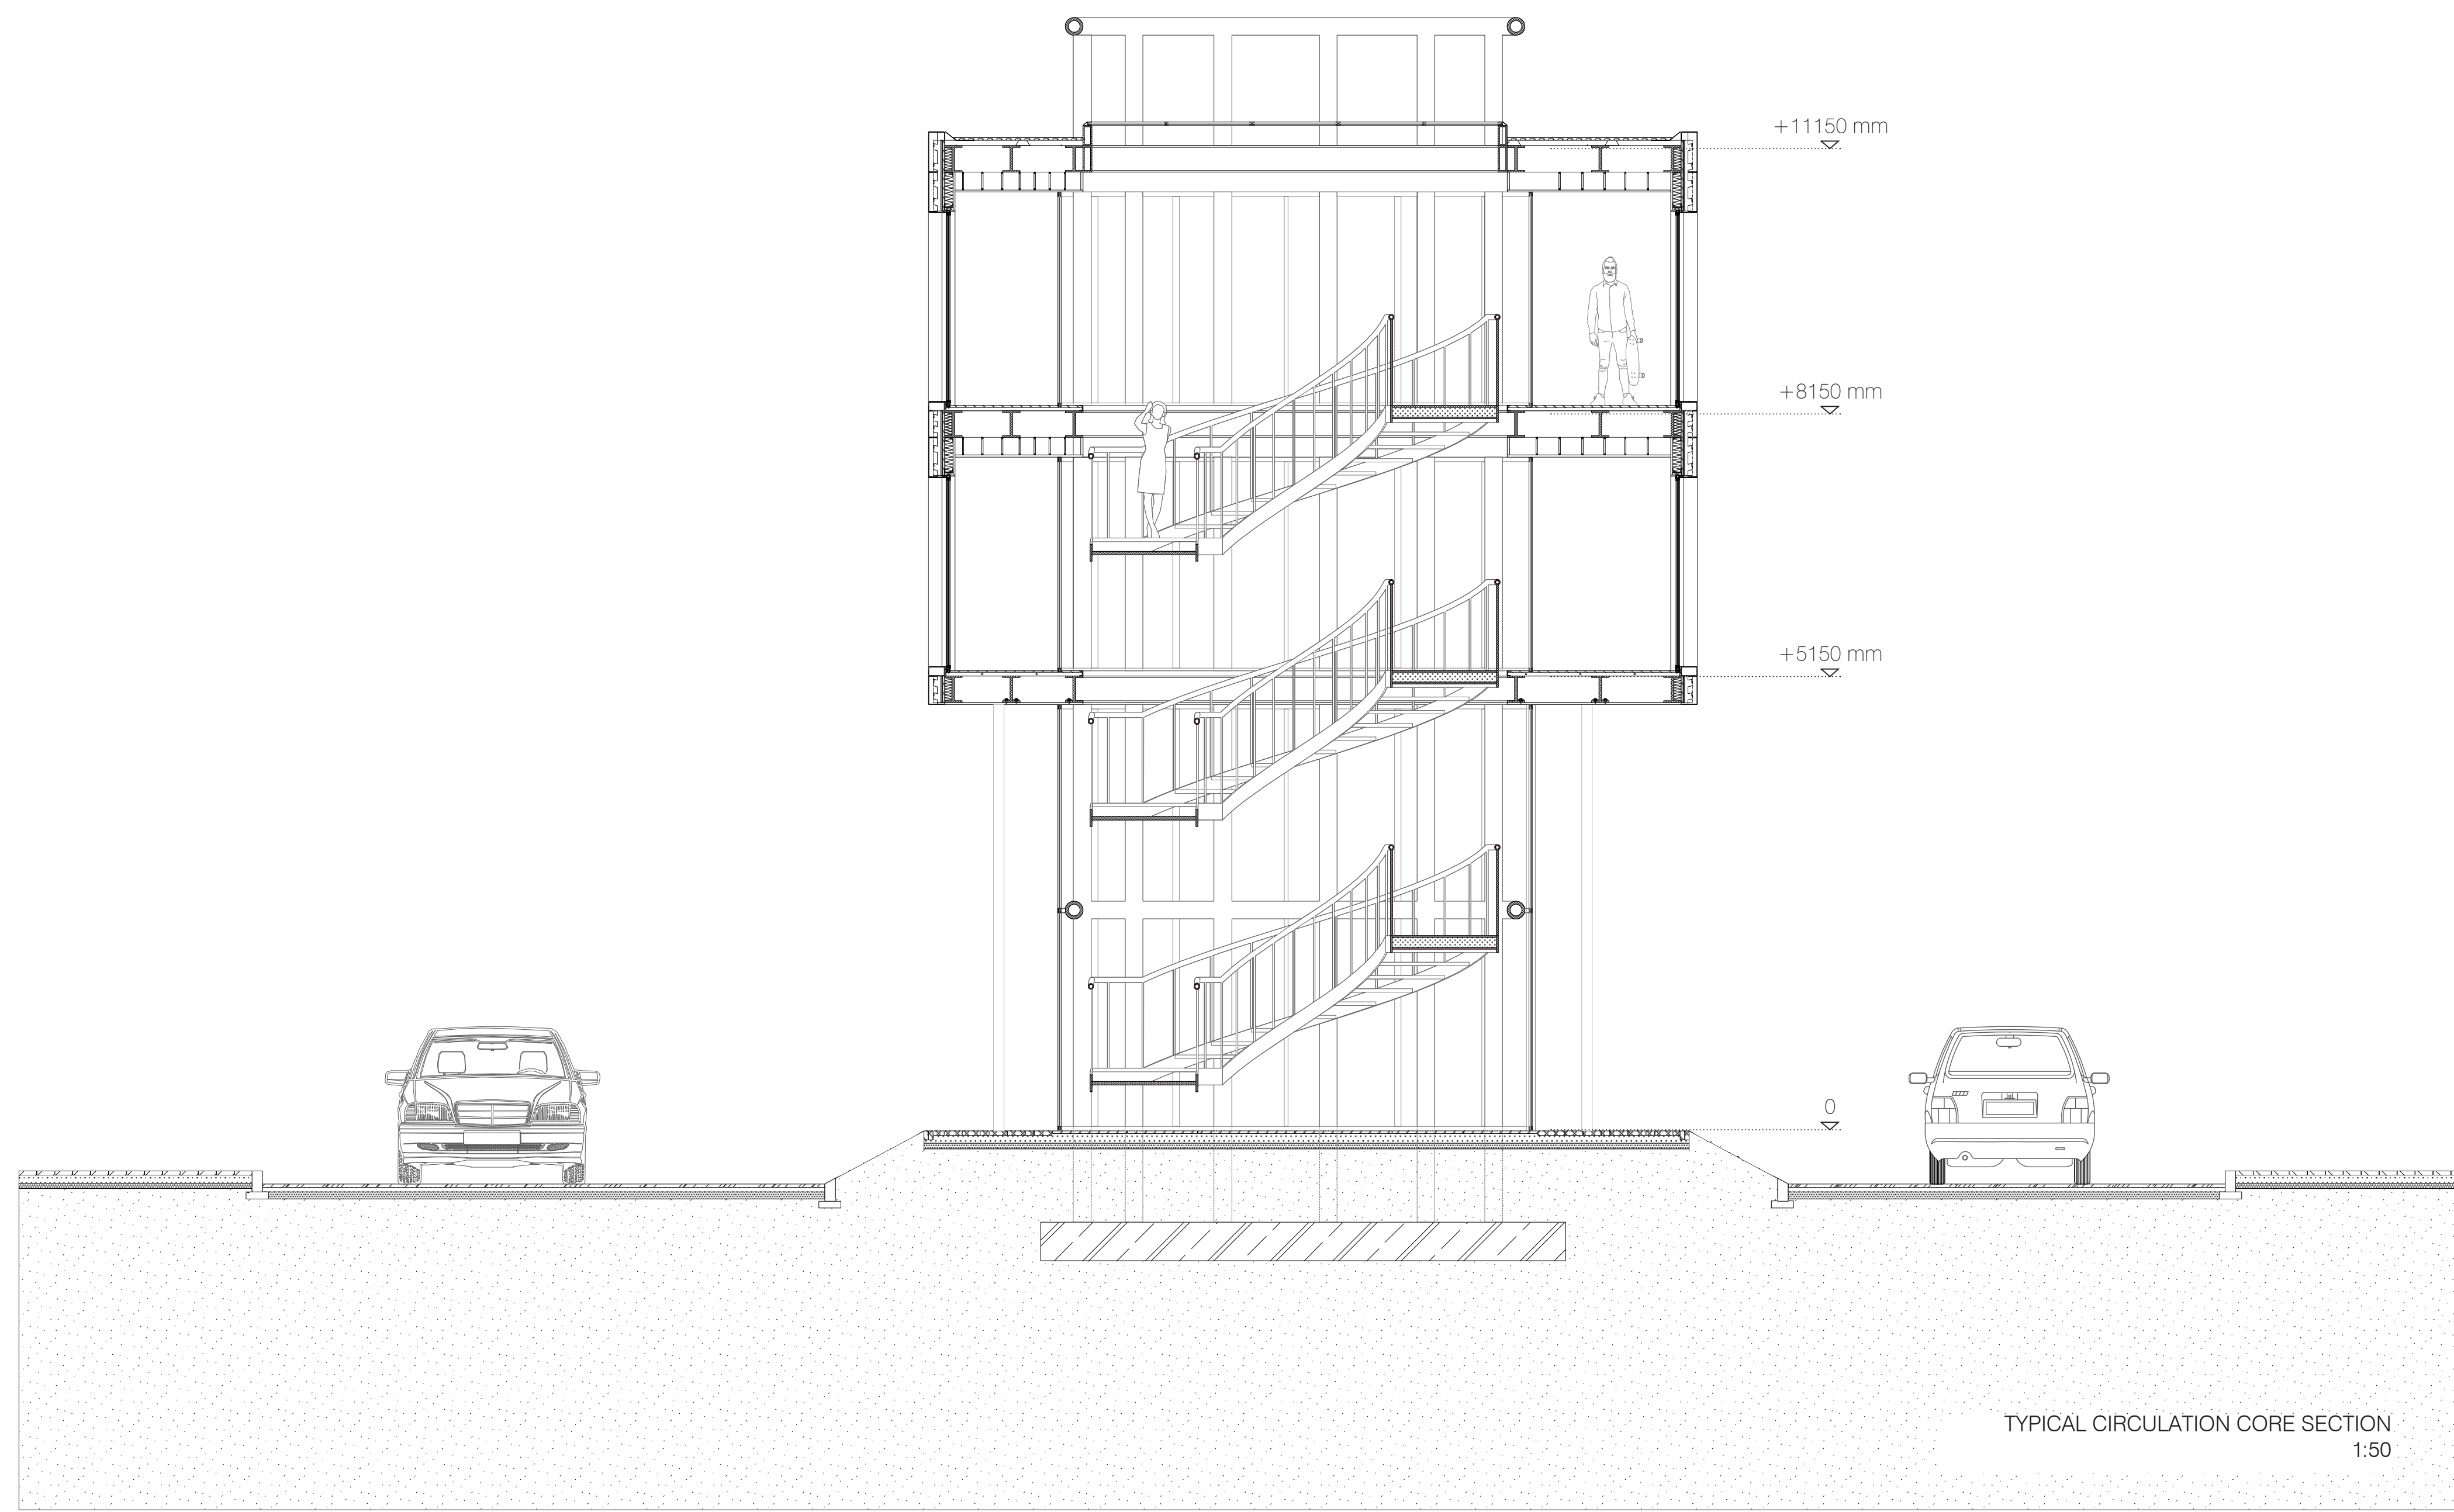 +11150 mm
+8150 mm
+5150 mm
0
TYPICAL CIRCULATION CORE SECTION
1:50